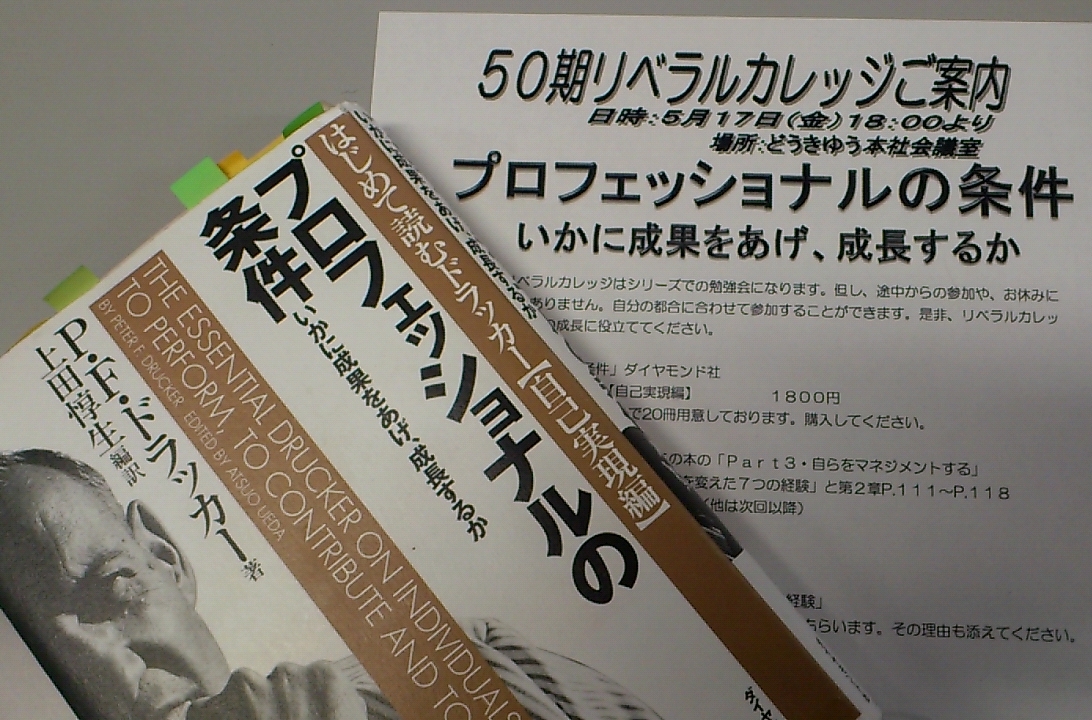 50期リベラルカレッジご案内
日時:5月17日(金)18:00より
場所:どうきゆう本社会議室
プロフェッショナルの条件
いかに成果をあげ、成長するか
ベラルカレッジはシリーズでの勉強会になります。但し、途中からの参加や、お休みに
ありません。自分の都合に合わせて参加することができます。是非、リベラルカレッ
の成長に役立ててください。
条件」ダイヤモンド社
【自己実現編】 1800円
で20冊用意しております。購入してください。
の本の「Part3・自らをマネジメントする」
を変えた7つの経験」と第2章P.111~P.118
(他は次回以降)
経験」
らいます。その理由も添えてください。
はじめて読むドラッカー【自己実現編】
プロフェッショナルの
条件
いかに成果をあげ、成長するか
THE ESSENTIAL DRUCKER ON INDIVIDUALS
TO PERFORM, TO CONTRIBUTE AND TO
BY PETER F. DRUCKER EDITED BY ATSUO UEDA
P・F・ドラッカー 著
上田惇生 編訳
ダイヤ